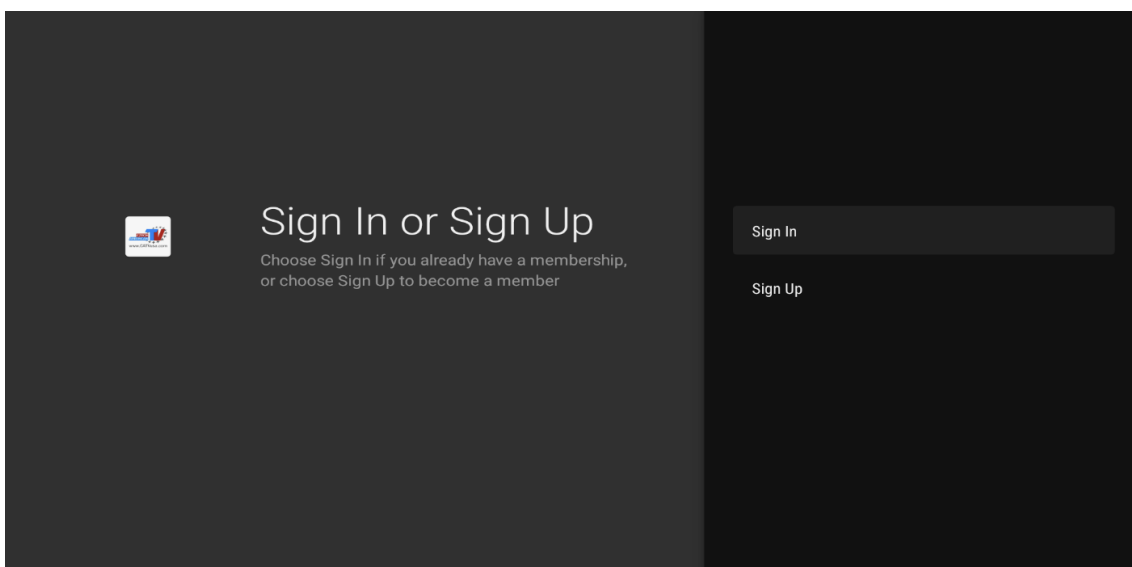 Sign In or Sign Up
Choose Sign In if you already have a membership,
or choose Sign Up to become a member
Sign In
Sign Up